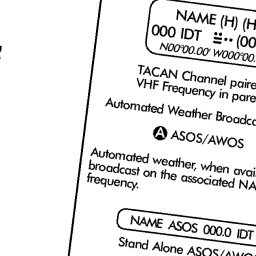 NAME (H) (H
000 IDT (00
N00°00.00' W000°00.
TACAN Channel paire
VHF Frequency in pare
Automated Weather Broadca
A ASOS/AWOS
Automated weather, when avai
broadcast on the associated NA
frequency.
NAME ASOS 000.0 IDT
Stand Alone ASOS/AWOS